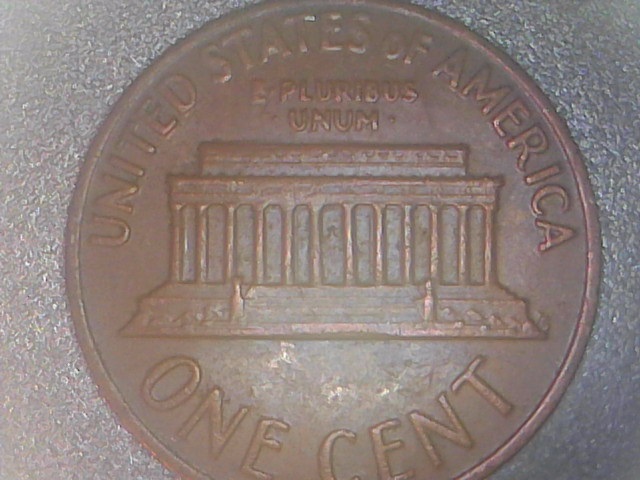 UNITED STATES OF AMERICA
E PLURIBUS
· UNUM ·
ONE CENT